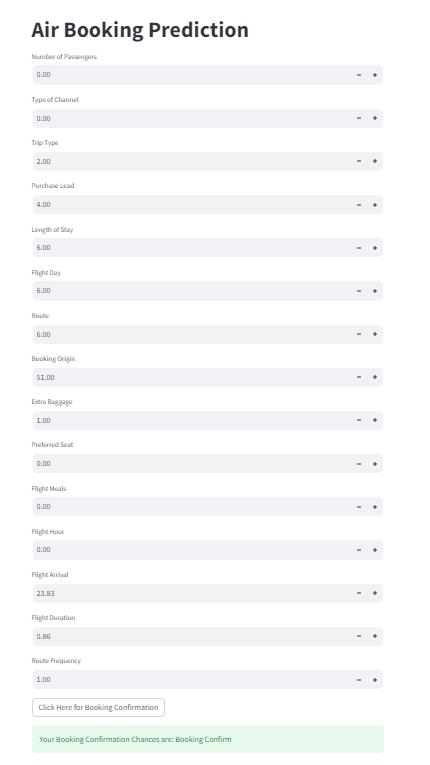 Air Booking Prediction
Number of Passengers
0.00
Type of Channel
0.00
Trip Type
2.00
Purchase Lead
4.00
Length of Stay
6.00
Flight Day
6.00
Route
6.00
Booking Origin
51.00
Extra Baggage
1.00
Preferred Seat
0.00
Flight Meals
0.00
Flight Hour
0.00
Flight Arrival
23.83
Flight Duration
0.86
Route Frequency
1.00
Click Here for Booking Confirmation
Your Booking Confirmation Chances are: Booking Confirm